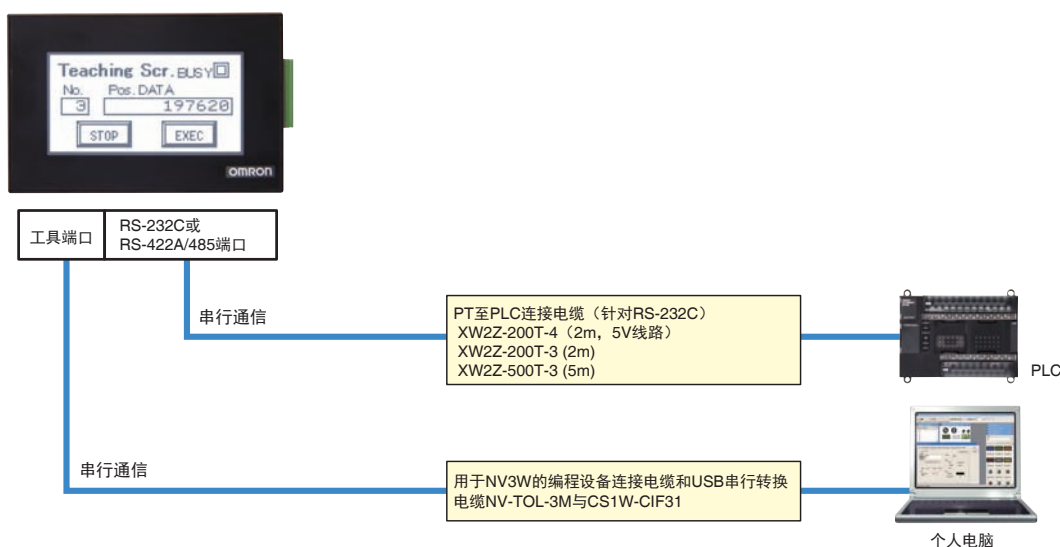 Teaching Scr. BUSY
No. Pos. DATA
3 197620
STOP EXEC
OMRON
工具端口
RS-232C或
RS-422A/485端口
串行通信
PT至PLC连接电缆（针对RS-232C）
XW2Z-200T-4（2m，5V线路）
XW2Z-200T-3 (2m)
XW2Z-500T-3 (5m)
PLC
串行通信
用于NV3W的编程设备连接电缆和USB串行转换
电缆NV-TOL-3M与CS1W-CIF31
个人电脑